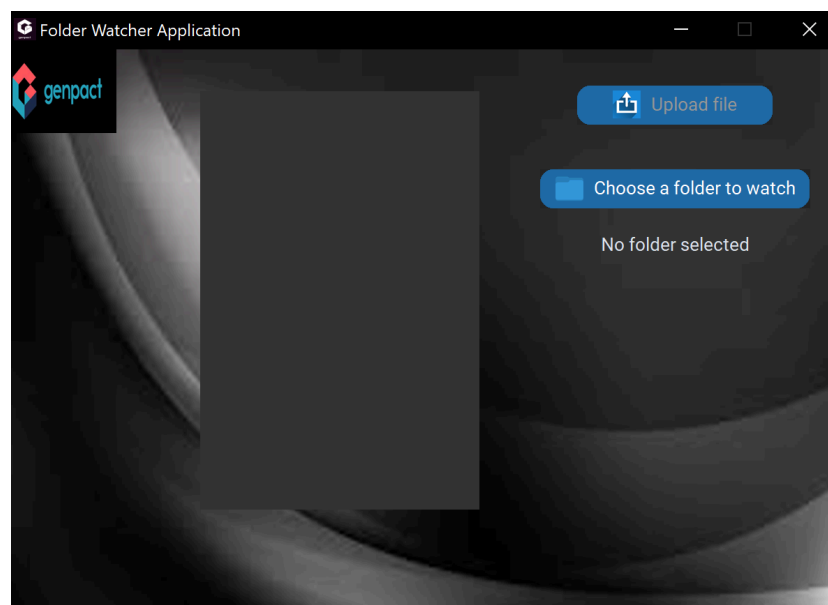 Folder Watcher Application
genpact
Upload file
Choose a folder to watch
No folder selected